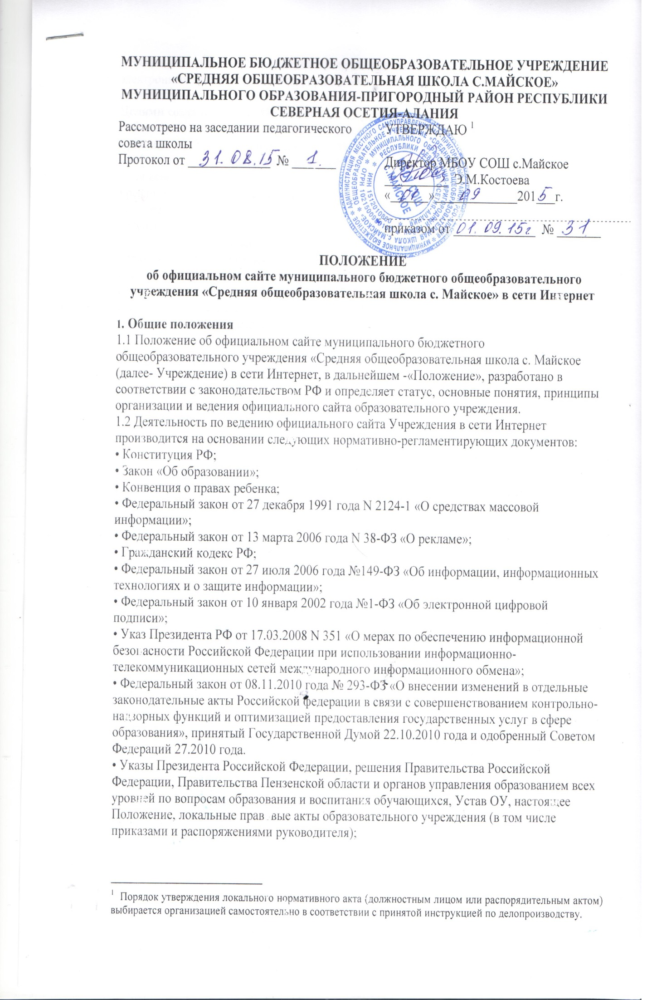 МУНИЦИПАЛЬНОЕ БЮДЖЕТНОЕ ОБЩЕОБРАЗОВАТЕЛЬНОЕ УЧРЕЖДЕНИЕ
«СРЕДНЯЯ ОБЩЕОБРАЗОВАТЕЛЬНАЯ ШКОЛА С.МАЙСКОЕ»
МУНИЦИПАЛЬНОГО ОБРАЗОВАНИЯ-ПРИГОРОДНЫЙ РАЙОН РЕСПУБЛИКИ
СЕВЕРНАЯ ОСЕТИЯ-АЛАНИЯ
Рассмотрено на заседании педагогического
совета школы
Протокол от 31.08.15 № 1.
УТВЕРЖДАЮ 1
Директор МБОУ СОШ с.Майское
Э.М.Костоева
«01» 09 2015 г.
приказом от 01.09.15г № 31
МБОУ СОШ
С.МАЙСКОЕ
ПОЛОЖЕНИЕ
об официальном сайте муниципального бюджетного общеобразовательного
учреждения «Средняя общеобразовательная школа с. Майское» в сети Интернет
1. Общие положения
1.1 Положение об официальном сайте муниципального бюджетного
общеобразовательного учреждения «Средняя общеобразовательная школа с. Майское
(далее- Учреждение) в сети Интернет, в дальнейшем -«Положение», разработано в
соответствии с законодательством РФ и определяет статус, основные понятия, принципы
организации и ведения официального сайта образовательного учреждения.
1.2 Деятельность по ведению официального сайта Учреждения в сети Интернет
производится на основании следующих нормативно-регламентирующих документов:
• Конституция РФ;
• Закон «Об образовании»;
• Конвенция о правах ребенка;
• Федеральный закон от 27 декабря 1991 года N 2124-1 «О средствах массовой
информации»;
• Федеральный закон от 13 марта 2006 года N 38-ФЗ «О рекламе»;
• Гражданский кодекс РФ;
• Федеральный закон от 27 июля 2006 года №149-ФЗ «Об информации, информационных
технологиях и о защите информации»;
• Федеральный закон от 10 января 2002 года №1-ФЗ «Об электронной цифровой
подписи»;
• Указ Президента РФ от 17.03.2008 N 351 «О мерах по обеспечению информационной
безопасности Российской Федерации при использовании информационно-
телекоммуникационных сетей международного информационного обмена»;
• Федеральный закон от 08.11.2010 года № 293-ФЗ «О внесении изменений в отдельные
законодательные акты Российской федерации в связи с совершенствованием контрольно-
надзорных функций и оптимизацией предоставления государственных услуг в сфере
образования», принятый Государственной Думой 22.10.2010 года и одобренный Советом
Федераций 27.2010 года.
• Указы Президента Российской Федерации, решения Правительства Российской
Федерации, Правительства Пензенской области и органов управления образованием всех
уровней по вопросам образования и воспитания обучающихся, Устав ОУ, настоящее
Положение, локальные правовые акты образовательного учреждения (в том числе
приказами и распоряжениями руководителя);
1 Порядок утверждения локального нормативного акта (должностным лицом или распорядительным актом)
выбирается организацией самостоятельно в соответствии с принятой инструкцией по делопроизводству.